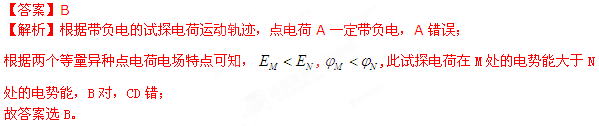 【答案】B
【解析】根据带负电的试探电荷运动轨迹，点电荷 A 一定带负电，A 错误；
根据两个等量异种点电荷电场特点可知， E_M < E_N , φ_M < φ_N ,此试探电荷在 M 处的电势能大于 N
处的电势能，B 对，CD 错；
故答案选 B。